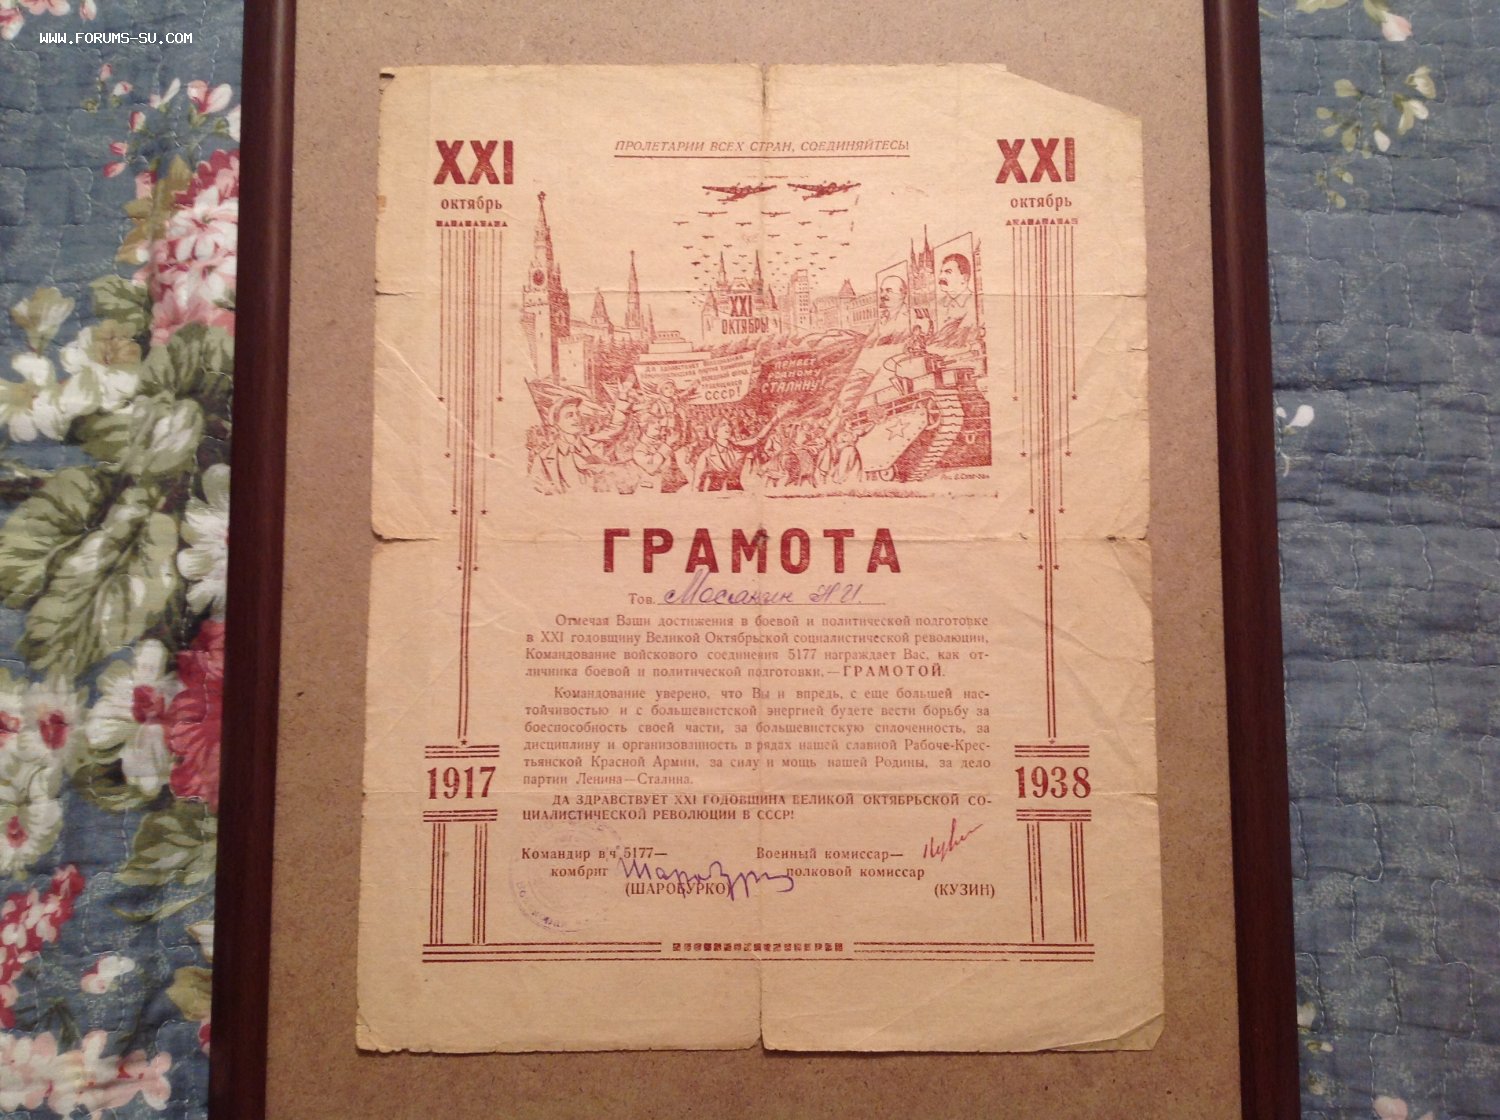 WWW.FORUMS-SU.COM
ПРОЛЕТАРИИ ВСЕХ СТРАН, СОЕДИНЯЙТЕСЬ!
XXI
октябрь
XXI
октябрь
XXI
ОКТЯБРЬ!
ДА ЗДРАВСТВУЕТ
СССР!
РОДНОМУ
СТАЛИНУ!
ГРАМОТА
Тов. Мосякин Н И.
Отмечая Ваши достижения в боевой и политической подготовке
в XXI годовщину Великой Октябрьской социалистической революции,
Командование войскового соединения 5177 награждает Вас, как от-
личника боевой и политической подготовки,—ГРАМОТОЙ.
Командование уверено, что Вы и впредь, с еще большей нас-
тойчивостью и с большевистской энергией будете вести борьбу за
боеспособность своей части, за большевистскую сплоченность, за
дисциплину и организованность в рядах нашей славной Рабоче-Крес-
тьянской Красной Армии, за силу и мощь нашей Родины, за дело
партии Ленина—Сталина.
ДА ЗДРАВСТВУЕТ XXI ГОДОВЩИНА ВЕЛИКОЙ ОКТЯБРЬСКОЙ СО-
ЦИАЛИСТИЧЕСКОЙ РЕВОЛЮЦИИ В СССР!
1917
1938
Командир в/ч 5177—
комбриг Шаробурко
(ШАРОБУРКО)
Военный комиссар—
полковой комиссар
(КУЗИН)